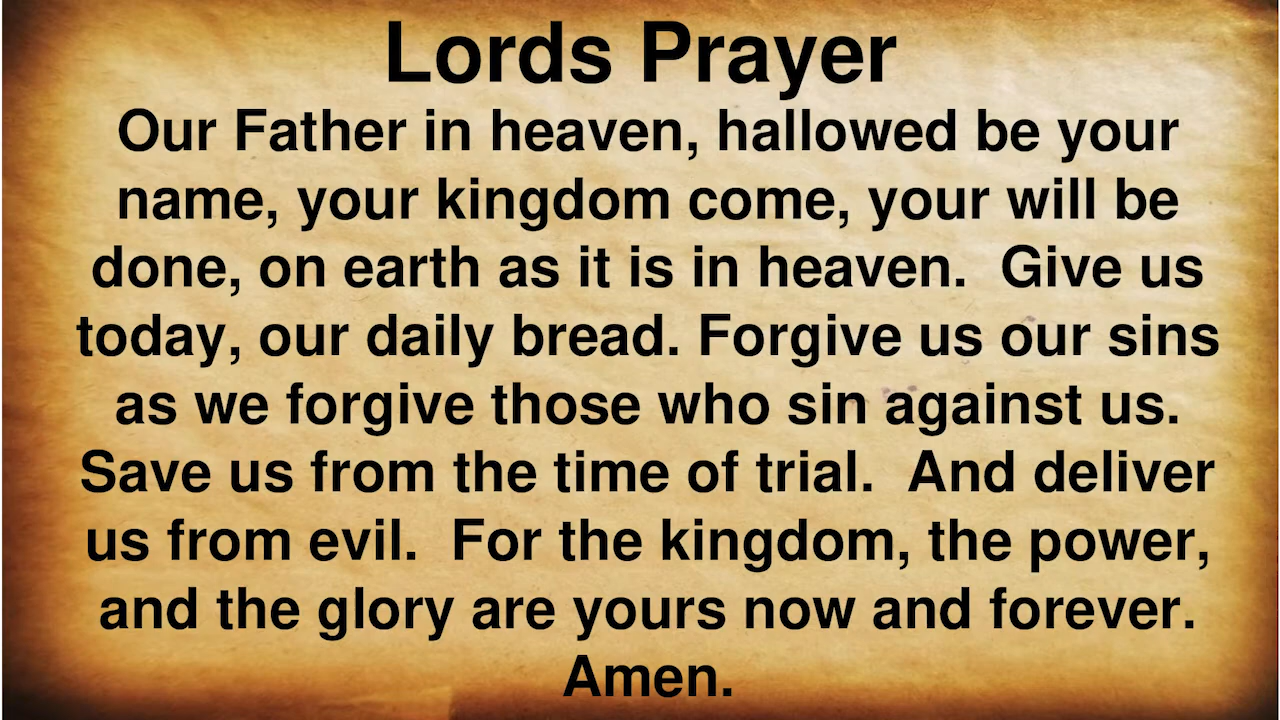 Lords Prayer
Our Father in heaven, hallowed be your
name, your kingdom come, your will be
done, on earth as it is in heaven.  Give us
today, our daily bread. Forgive us our sins
as we forgive those who sin against us.
Save us from the time of trial.  And deliver
us from evil.  For the kingdom, the power,
and the glory are yours now and forever.
Amen.